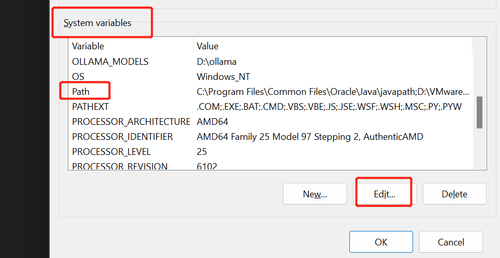 System variables
Variable Value
OLLAMA_MODELS D:\ollama
OS Windows_NT
Path C:\Program Files\Common Files\Oracle\Java\javapath;D:\VMware...
PATHEXT .COM;.EXE;.BAT;.CMD;.VBS;.VBE;.JS;.JSE;.WSF;.WSH;.MSC;.PY;.PYW
PROCESSOR_ARCHITECTURE AMD64
PROCESSOR_IDENTIFIER AMD64 Family 25 Model 97 Stepping 2, AuthenticAMD
PROCESSOR_LEVEL 25
PROCESSOR_REVISION 6102
New... Edit... Delete
OK Cancel